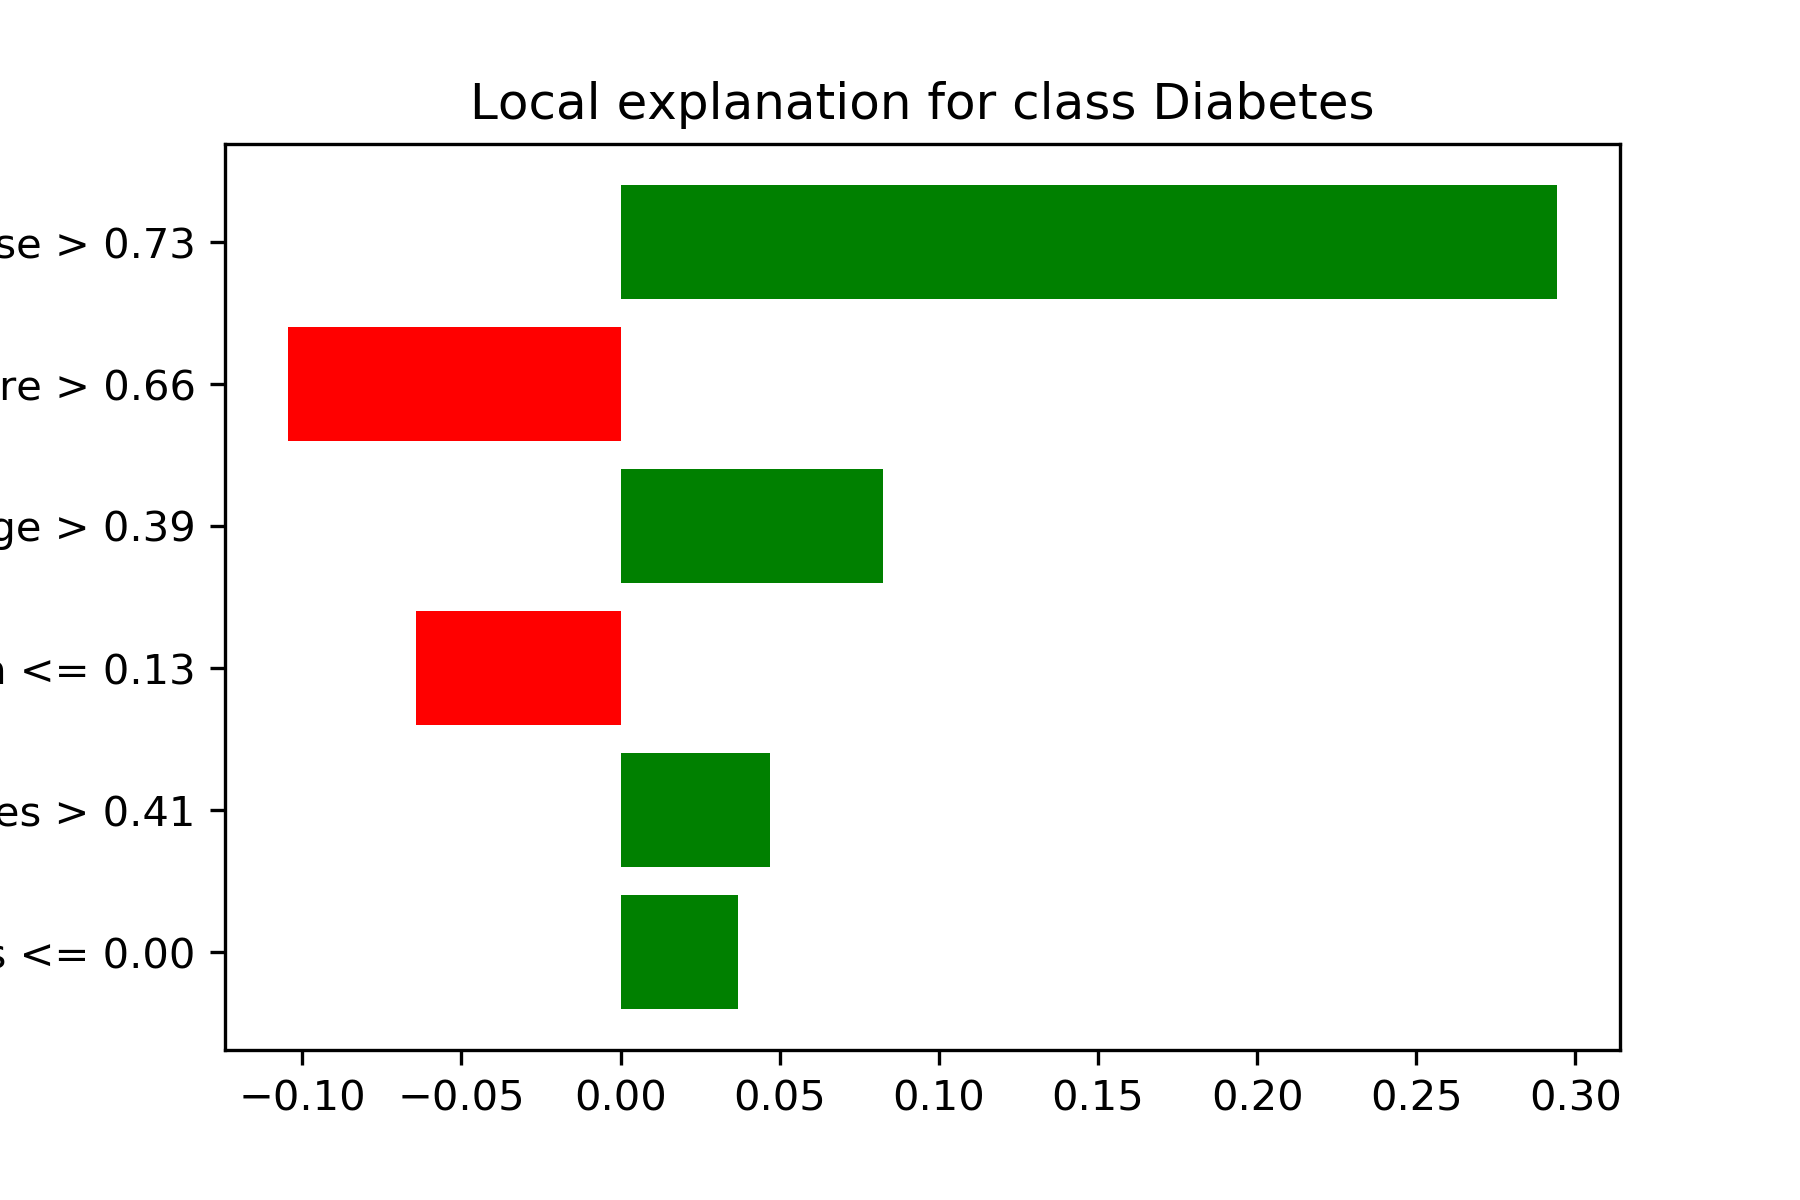 Local explanation for class Diabetes
se > 0.73
re > 0.66
ge > 0.39
<= 0.13
es > 0.41
s <= 0.00
−0.10 −0.05 0.00 0.05 0.10 0.15 0.20 0.25 0.30